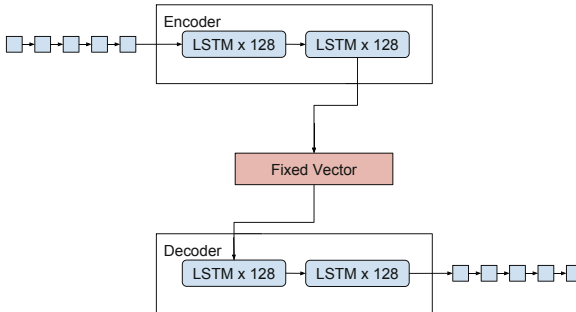 Encoder
LSTM x 128 LSTM x 128
Fixed Vector
Decoder
LSTM x 128 LSTM x 128